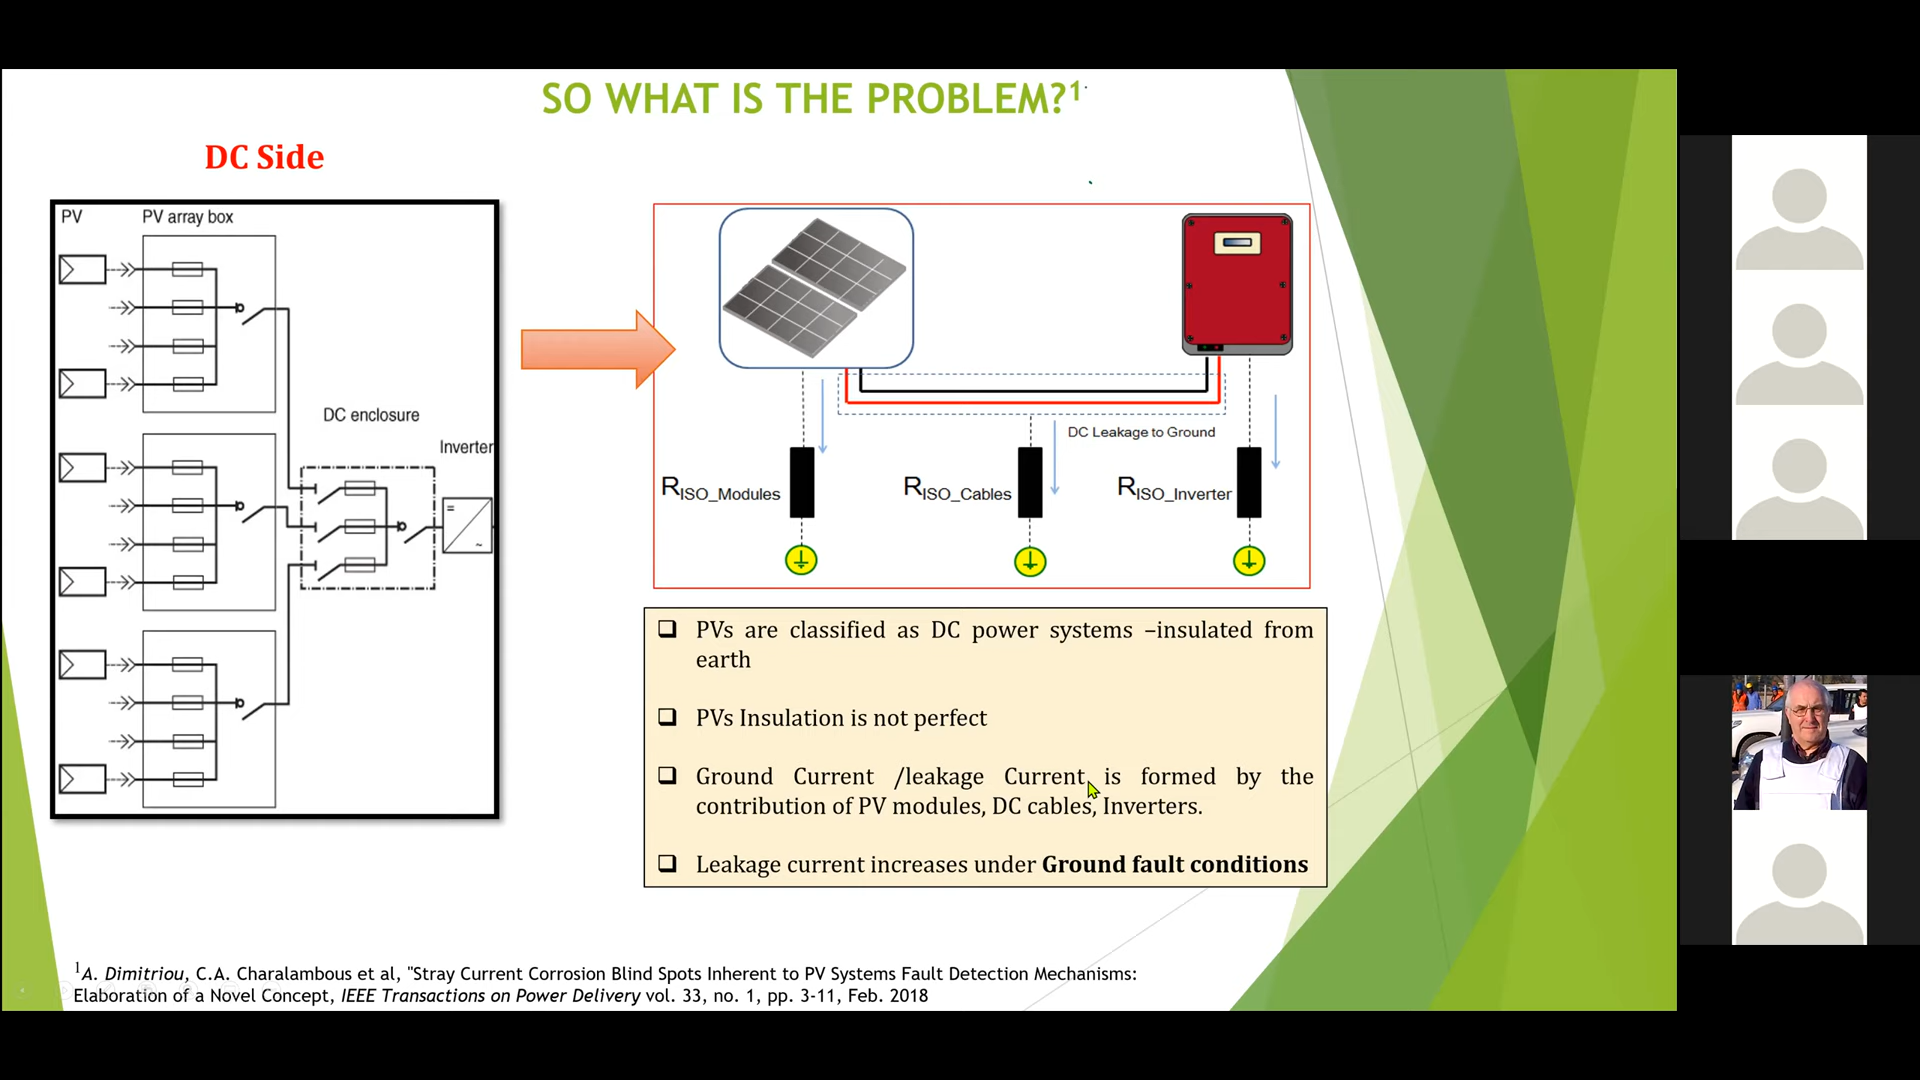 SO WHAT IS THE PROBLEM?¹
DC Side
PV
PV array box
DC enclosure
Inverter
=
~
DC Leakage to Ground
RISO_Modules
RISO_Cables
RISO_Inverter
❑ PVs are classified as DC power systems –insulated from
earth
❑ PVs Insulation is not perfect
❑ Ground Current /leakage Current is formed by the
contribution of PV modules, DC cables, Inverters.
❑ Leakage current increases under Ground fault conditions
¹A. Dimitriou, C.A. Charalambous et al, "Stray Current Corrosion Blind Spots Inherent to PV Systems Fault Detection Mechanisms:
Elaboration of a Novel Concept, IEEE Transactions on Power Delivery vol. 33, no. 1, pp. 3-11, Feb. 2018